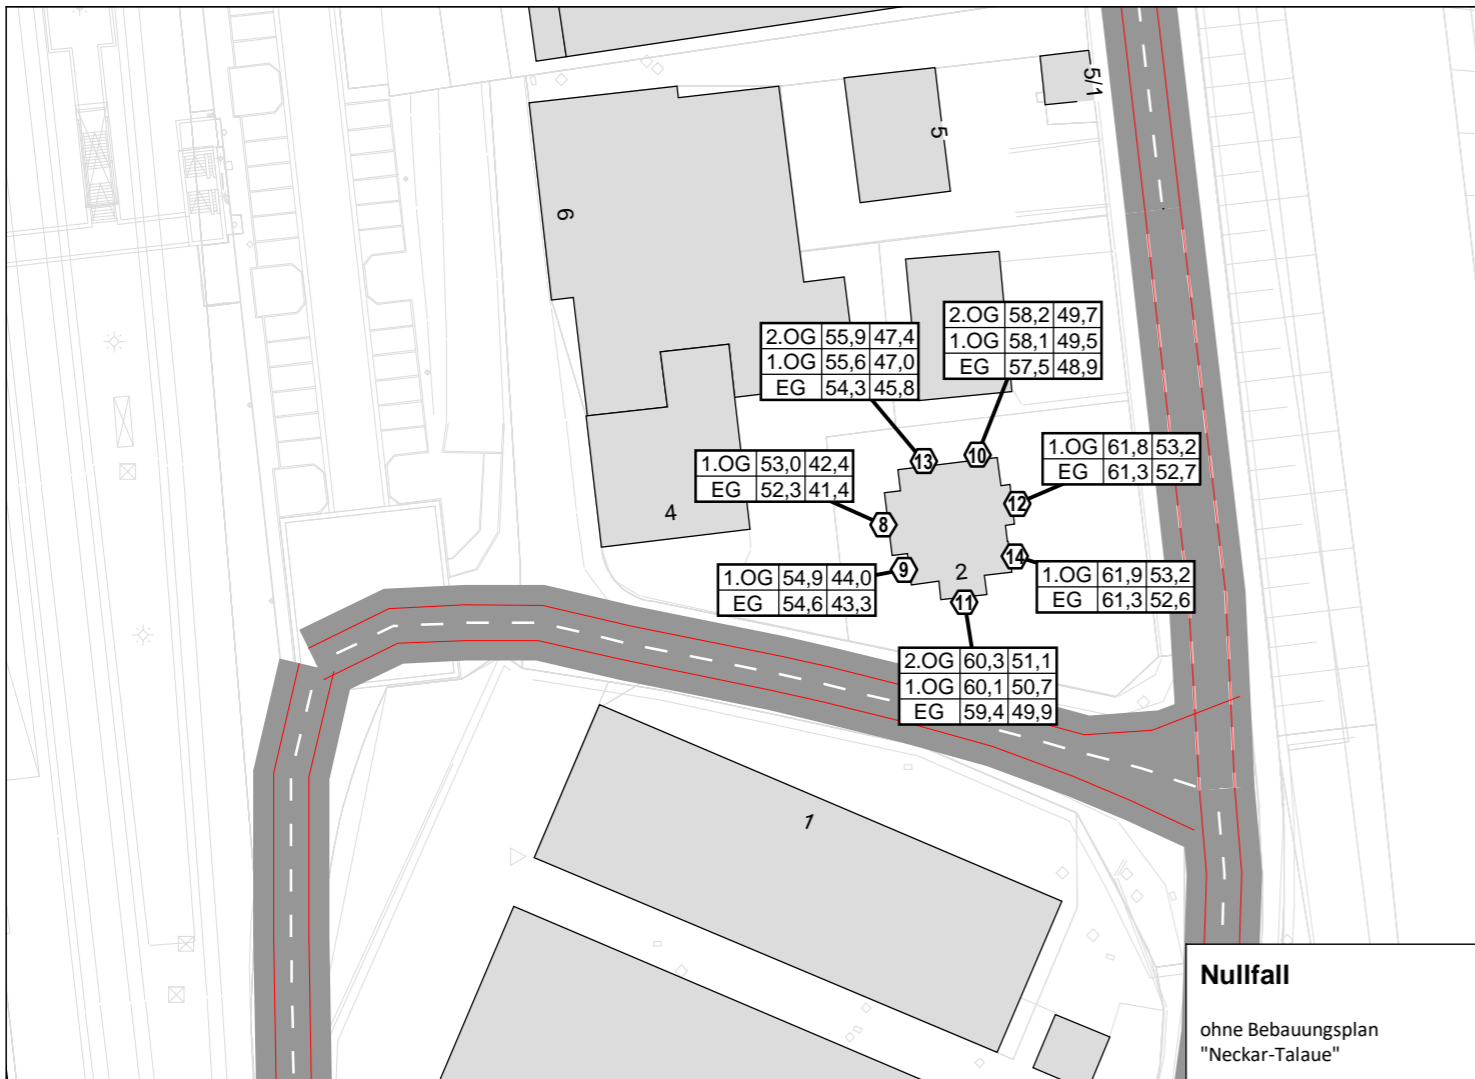 5/1
5
6
2.OG 58,2 49,7
1.OG 58,1 49,5
EG 57,5 48,9
2.OG 55,9 47,4
1.OG 55,6 47,0
EG 54,3 45,8
1.OG 61,8 53,2
EG 61,3 52,7
1.OG 53,0 42,4
EG 52,3 41,4
13
10
12
8
4
14
9
2
11
1.OG 54,9 44,0
EG 54,6 43,3
1.OG 61,9 53,2
EG 61,3 52,6
2.OG 60,3 51,1
1.OG 60,1 50,7
EG 59,4 49,9
1
Nullfall
ohne Bebauungsplan
"Neckar-Talaue"